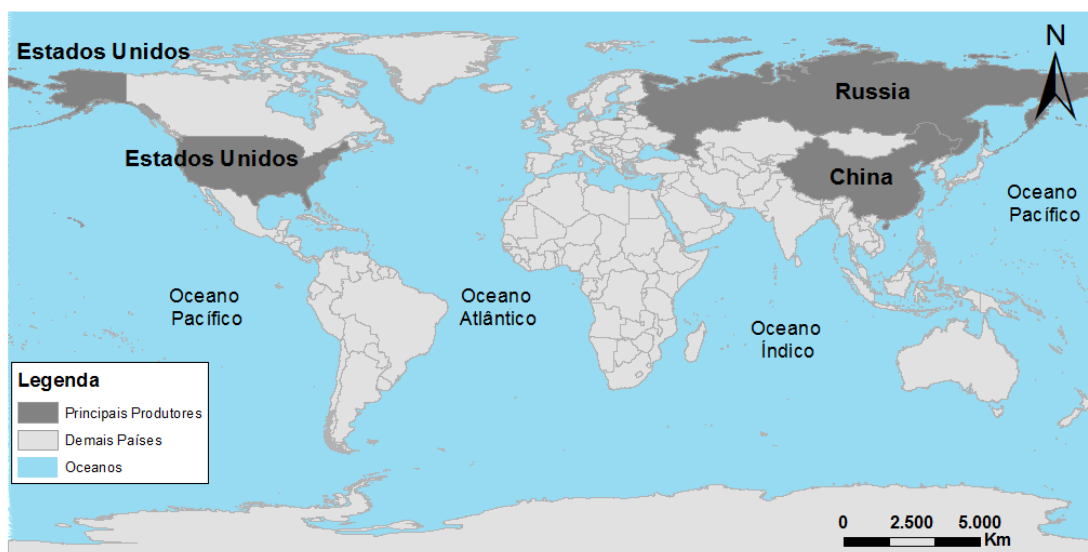 Estados Unidos
N
Russia
Estados Unidos
China
Oceano
Pacífico
Oceano
Pacífico
Oceano
Atlântico
Oceano
Índico
Legenda
Principais Produtores
Demais Países
Oceanos
0 2.500 5.000
Km